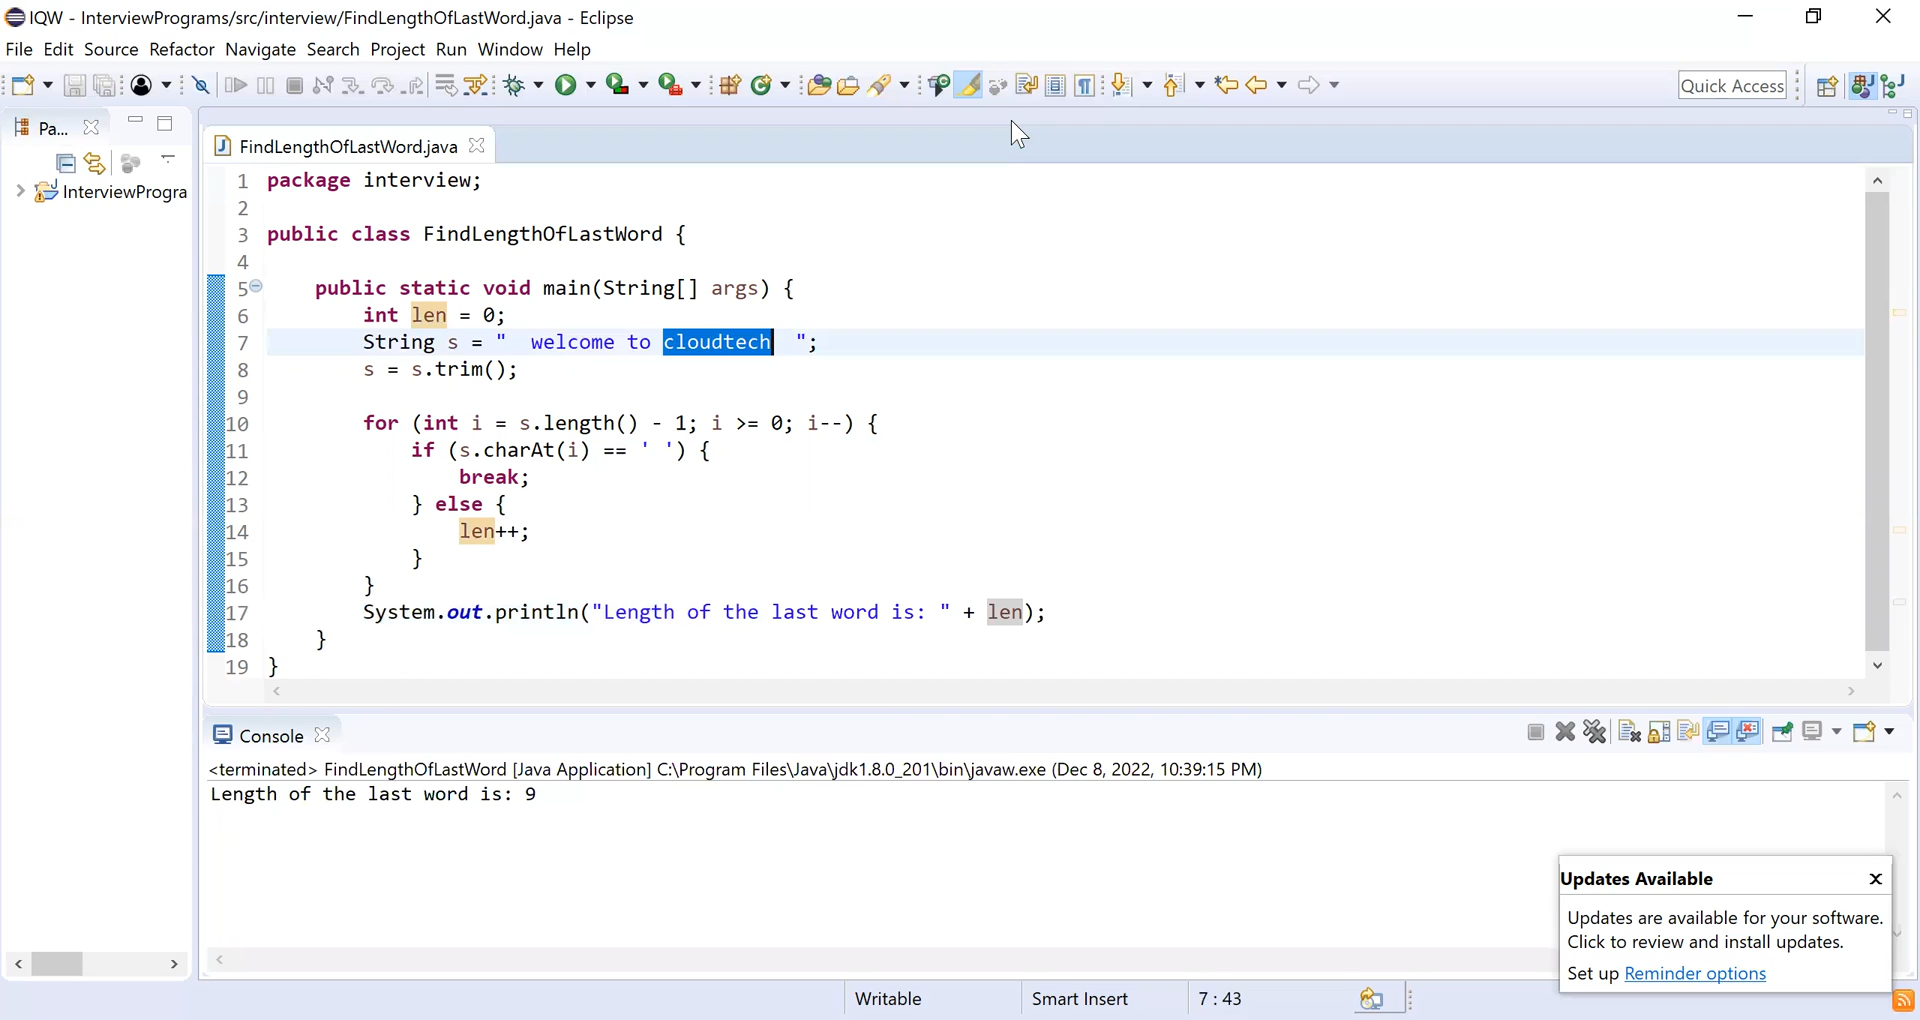 IQW - InterviewPrograms/src/interview/FindLengthOfLastWord.java - Eclipse
File Edit Source Refactor Navigate Search Project Run Window Help
Quick Access
Pa...
InterviewProgra
FindLengthOfLastWord.java
1 package interview;
2
3 public class FindLengthOfLastWord {
4
5 public static void main(String[] args) {
6 int len = 0;
7 String s = "  welcome to cloudtech  ";
8 s = s.trim();
9
10 for (int i = s.length() - 1; i >= 0; i--) {
11 if (s.charAt(i) == ' ') {
12 break;
13 } else {
14 len++;
15 }
16 }
17 System.out.println("Length of the last word is: " + len);
18 }
19 }
Console
<terminated> FindLengthOfLastWord [Java Application] C:\Program Files\Java\jdk1.8.0_201\bin\javaw.exe (Dec 8, 2022, 10:39:15 PM)
Length of the last word is: 9
Updates Available
Updates are available for your software.
Click to review and install updates.
Set up Reminder options
Writable Smart Insert 7 : 43